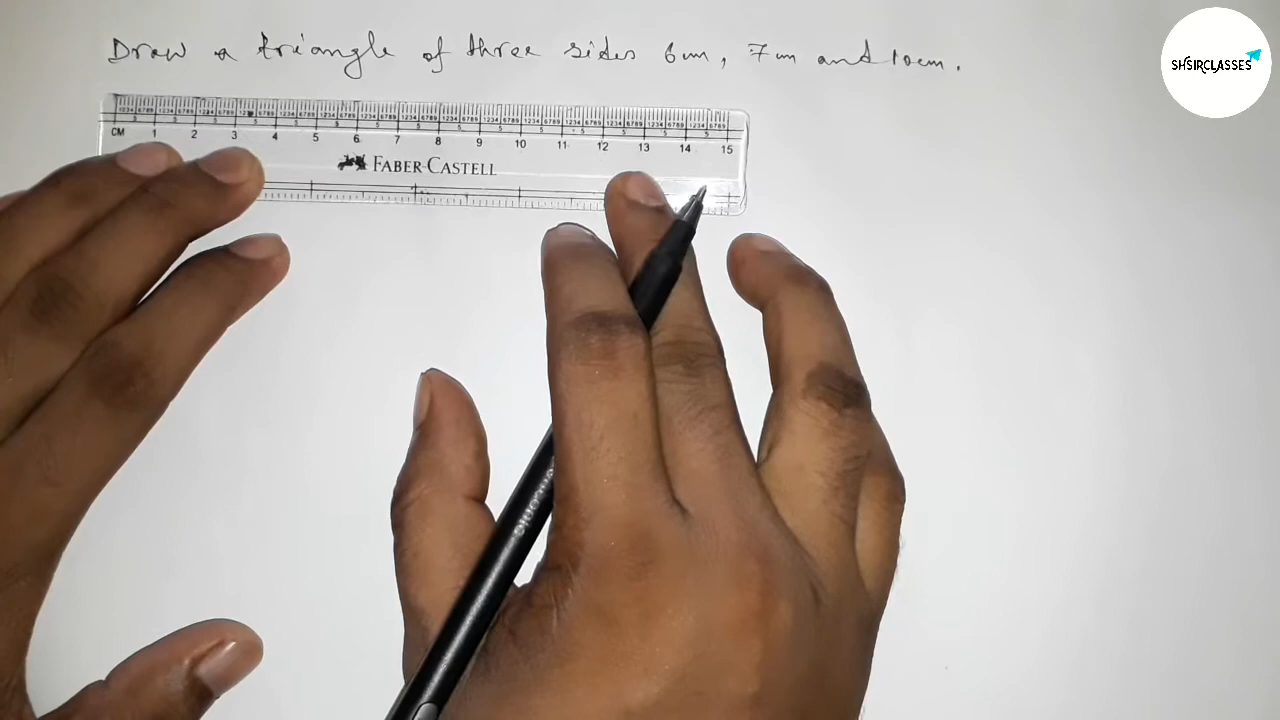 Draw a triangle of three sides 6cm, 7cm and 10cm.
SHSIRCLASSES
CM 1 2 3 4 5 6 7 8 9 10 11 12 13 14 15
FABER-CASTELL